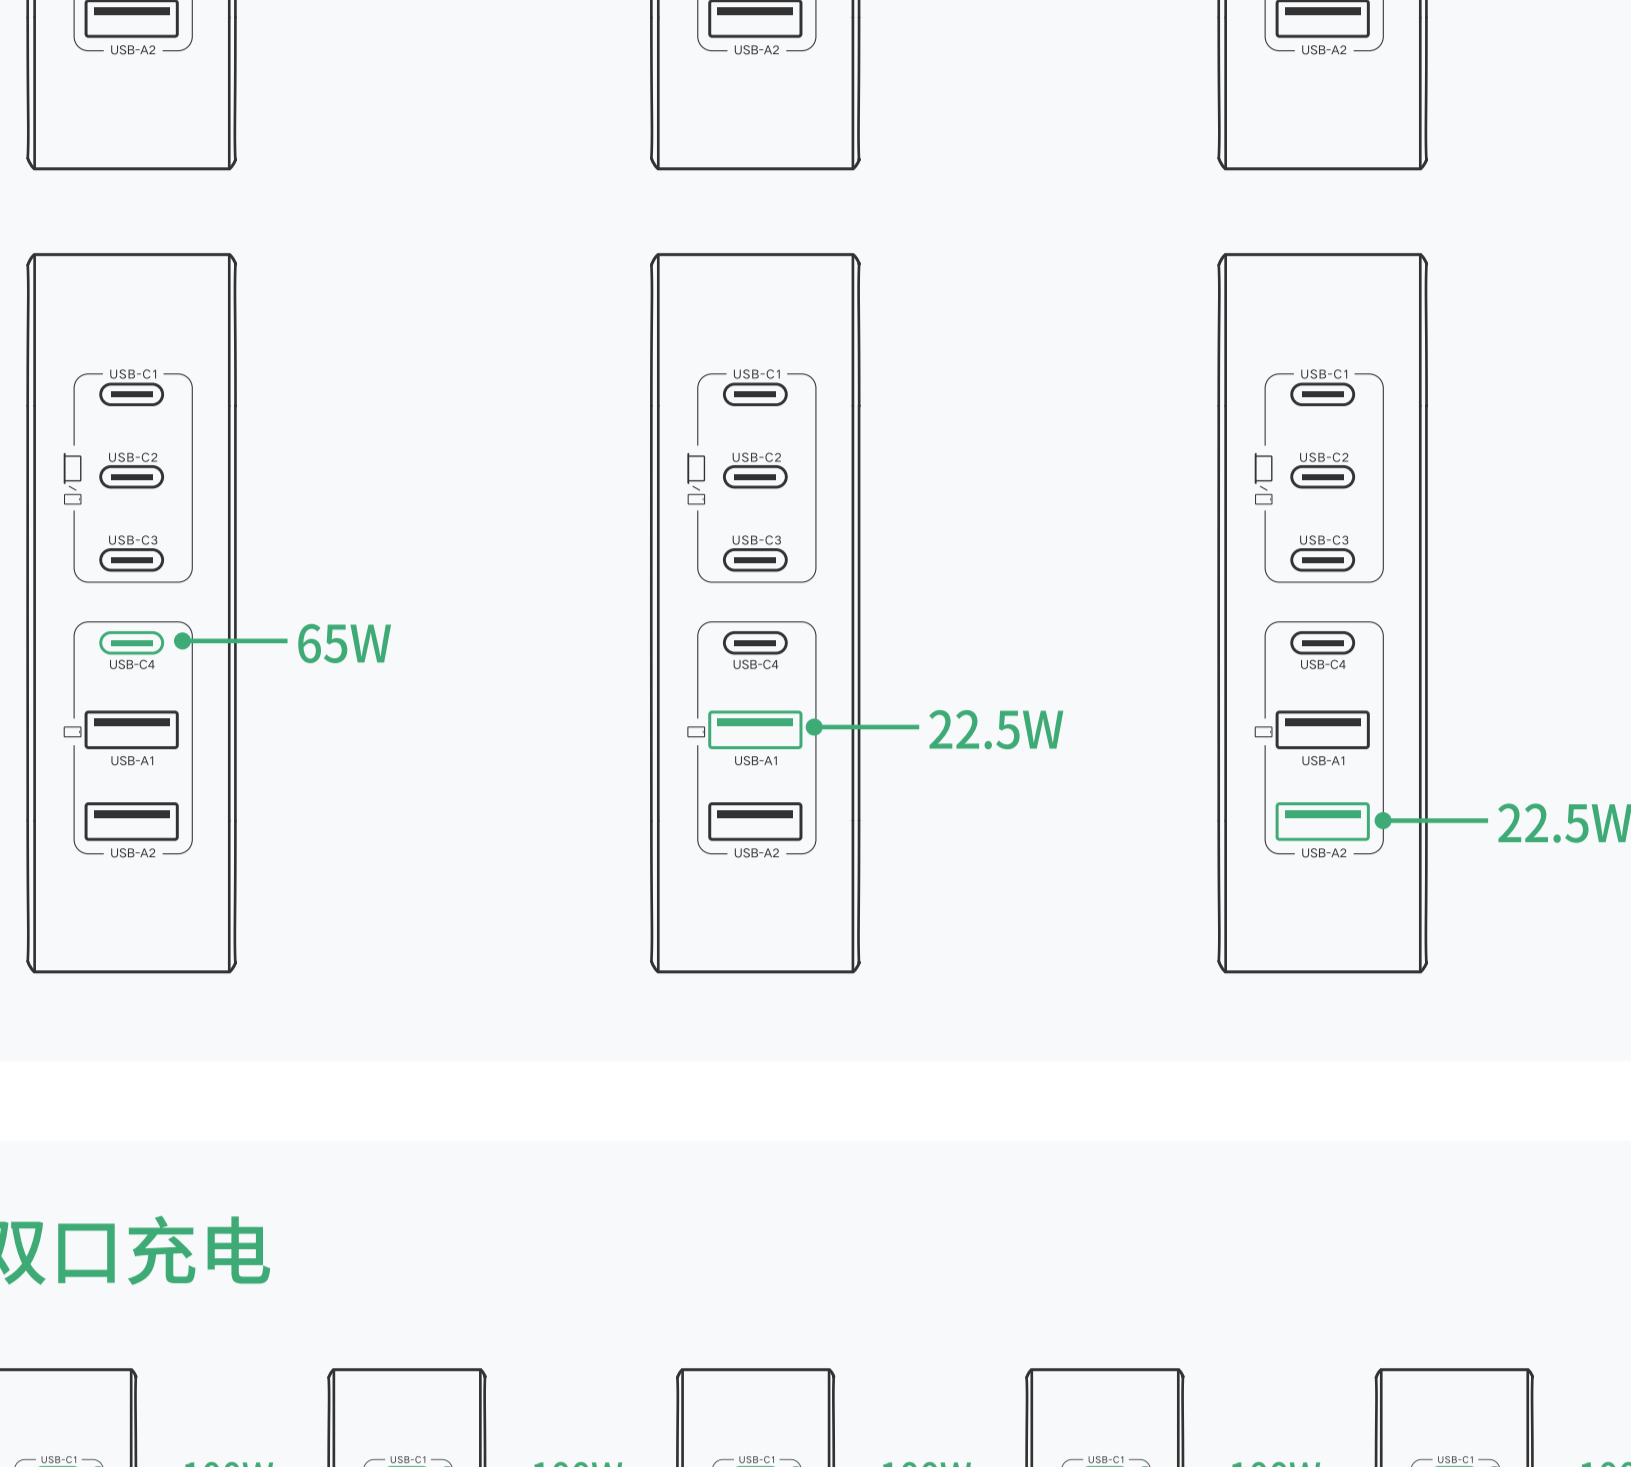 USB-A2 USB-A2 USB-A2
USB-C1 USB-C1 USB-C1
USB-C2 USB-C2 USB-C2
USB-C3 USB-C3 USB-C3
65W
USB-C4 USB-C4 USB-C4
22.5W
USB-A1 USB-A1 USB-A1
22.5W
USB-A2 USB-A2 USB-A2
双口充电
USB-C1 USB-C1 USB-C1 USB-C1 USB-C1